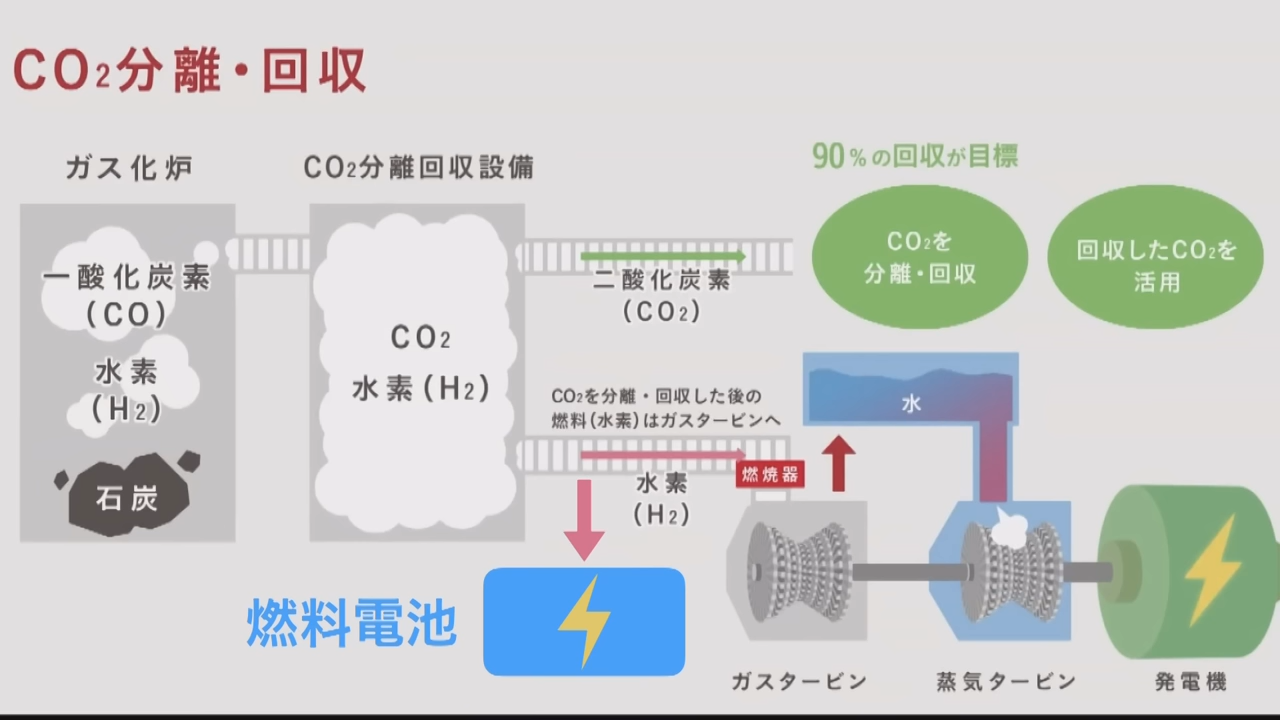 CO2分離・回収
ガス化炉
CO2分離回収設備
90%の回収が目標
一酸化炭素
(CO)
水素
(H2)
石炭
CO2
水素(H2)
二酸化炭素
(CO2)
CO2を
分離・回収
回収したCO2を
活用
CO2を分離・回収した後の
燃料(水素)はガスタービンへ
水
燃焼器
水素
(H2)
燃料電池
ガスタービン
蒸気タービン
発電機